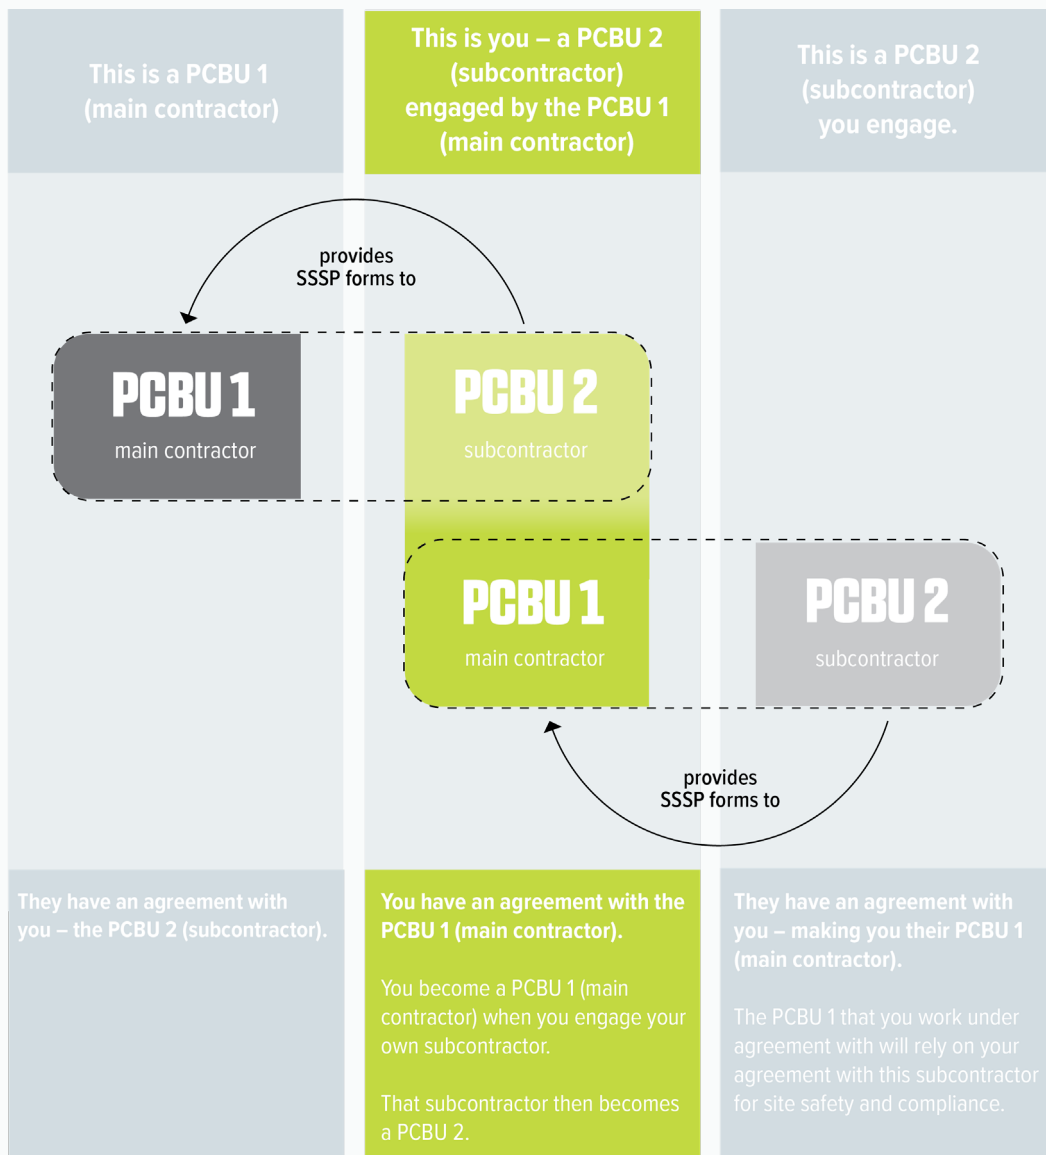 This is a PCBU 1
(main contractor)
This is you – a PCBU 2
(subcontractor)
engaged by the PCBU 1
(main contractor)
This is a PCBU 2
(subcontractor)
you engage.
provides
SSSP forms to
PCBU 1
main contractor
PCBU 2
subcontractor
PCBU 1
main contractor
PCBU 2
subcontractor
provides
SSSP forms to
They have an agreement with
you – the PCBU 2 (subcontractor).
You have an agreement with the
PCBU 1 (main contractor).
You become a PCBU 1 (main
contractor) when you engage your
own subcontractor.
That subcontractor then becomes
a PCBU 2.
They have an agreement with
you – making you their PCBU 1
(main contractor).
The PCBU 1 that you work under
agreement with will rely on your
agreement with this subcontractor
for site safety and compliance.